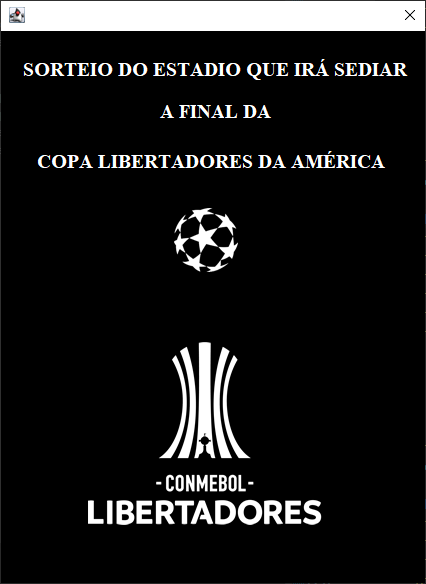 SORTEIO DO ESTADIO QUE IRÁ SEDIAR
A FINAL DA
COPA LIBERTADORES DA AMÉRICA
-CONMEBOL-
LIBERTADORES